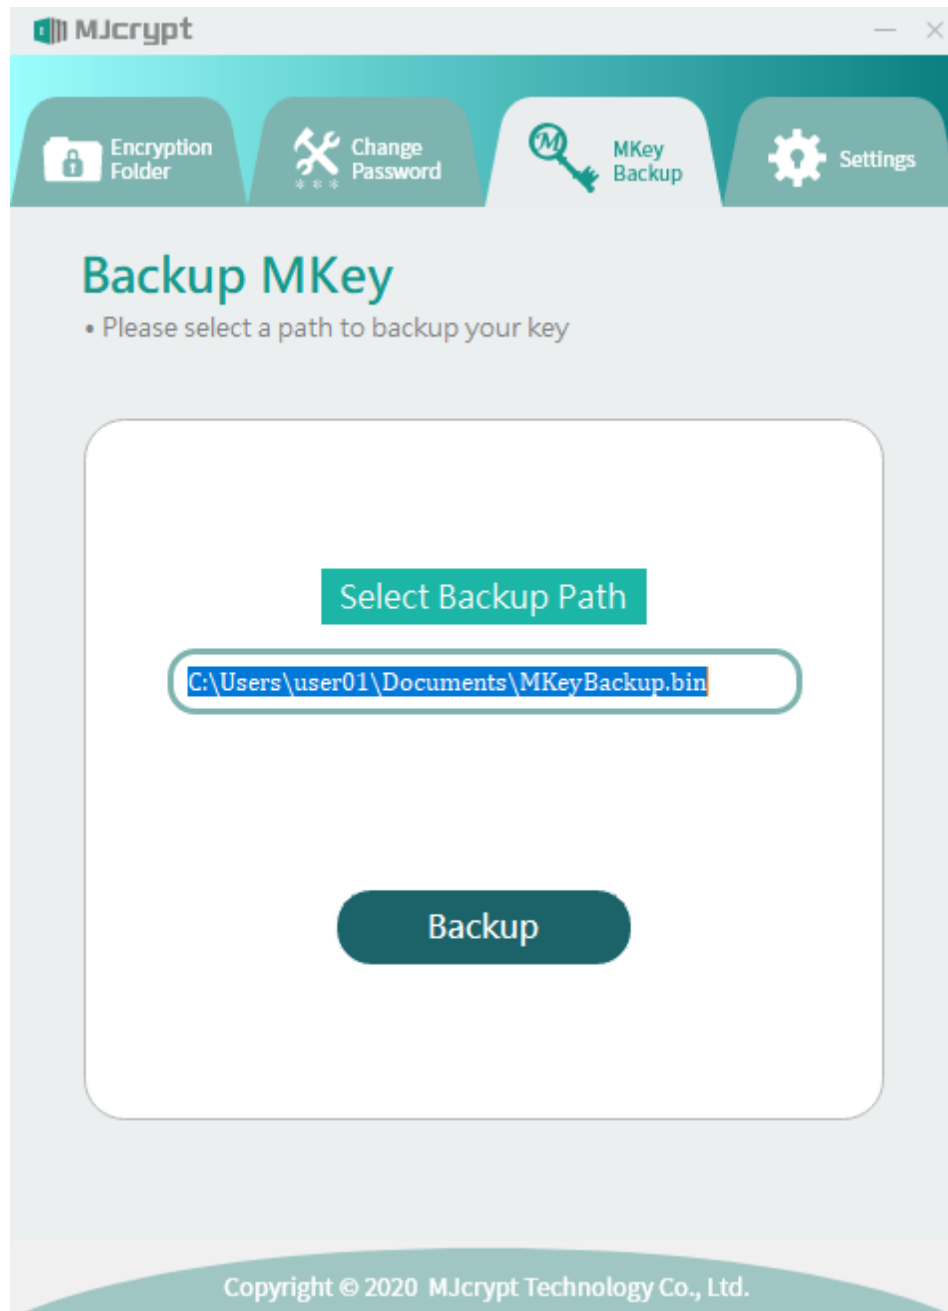 MJcrypt
Encryption
Folder
* * *
Change
Password
M
MKey
Backup
Settings
Backup MKey
• Please select a path to backup your key
Select Backup Path
C:\Users\user01\Documents\MKeyBackup.bin
Backup
Copyright © 2020 MJcrypt Technology Co., Ltd.